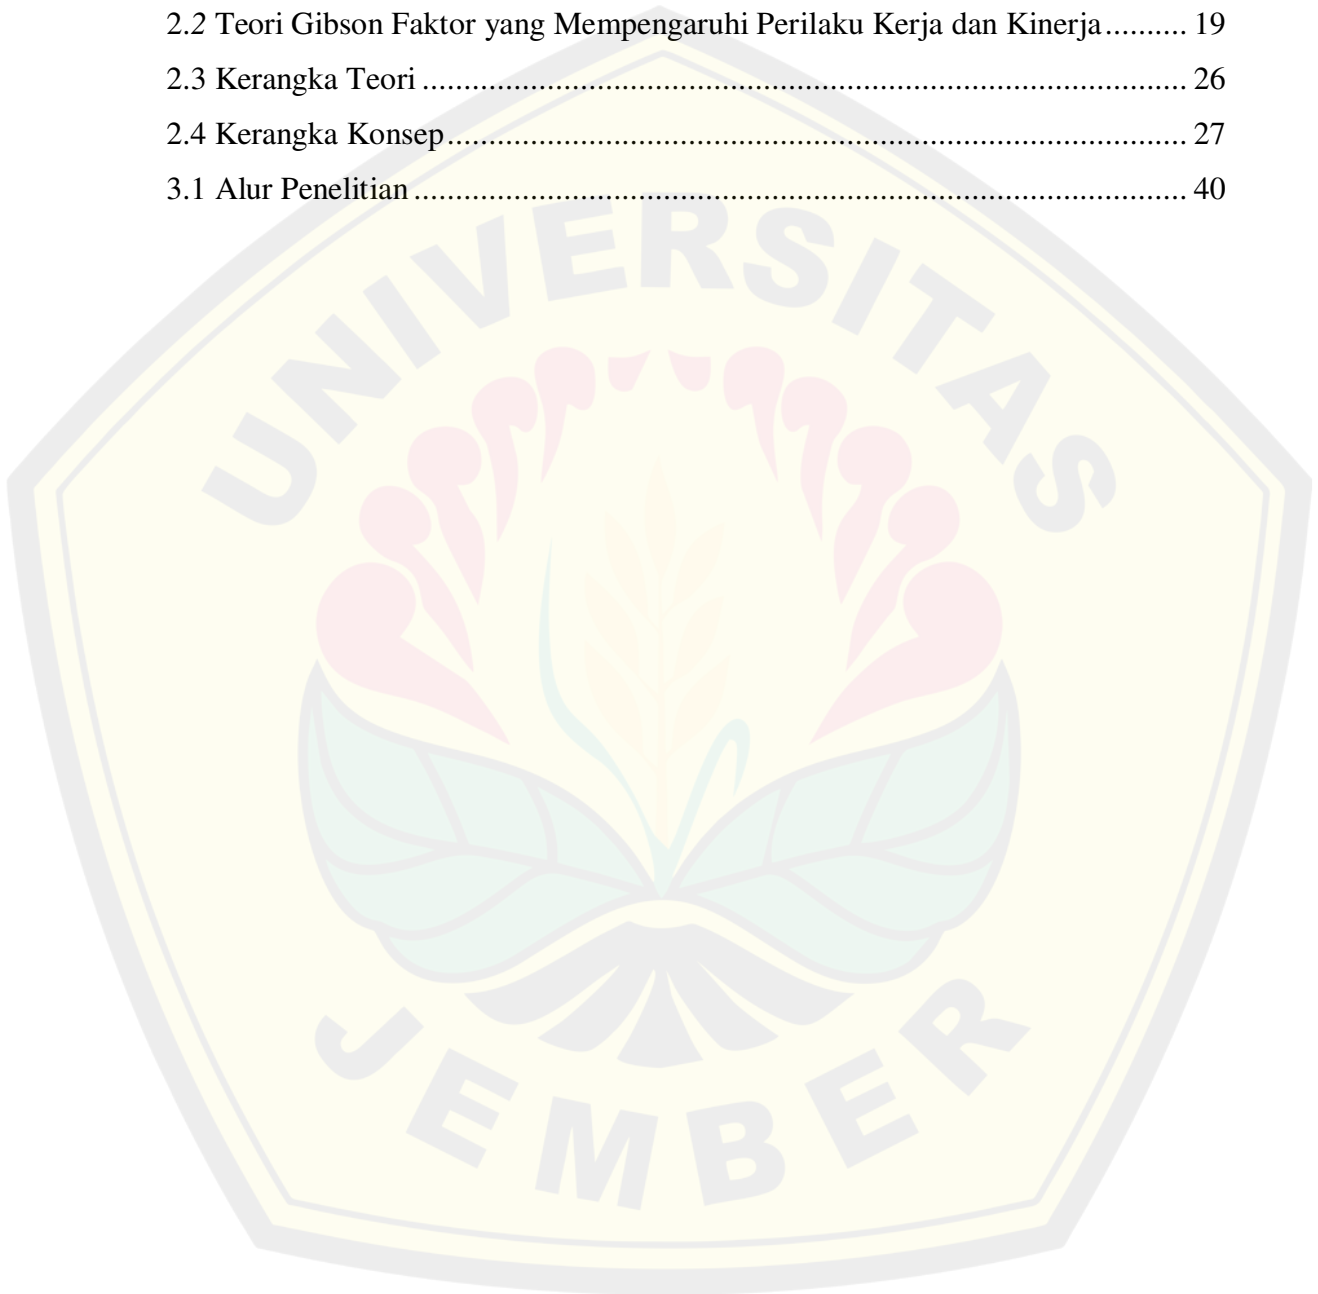 2.2 Teori Gibson Faktor yang Mempengaruhi Perilaku Kerja dan Kinerja.......... 19
2.3 Kerangka Teori ................................................................................................ 26
2.4 Kerangka Konsep............................................................................................. 27
3.1 Alur Penelitian ................................................................................................. 40
UNIVERSITAS
JEMBER